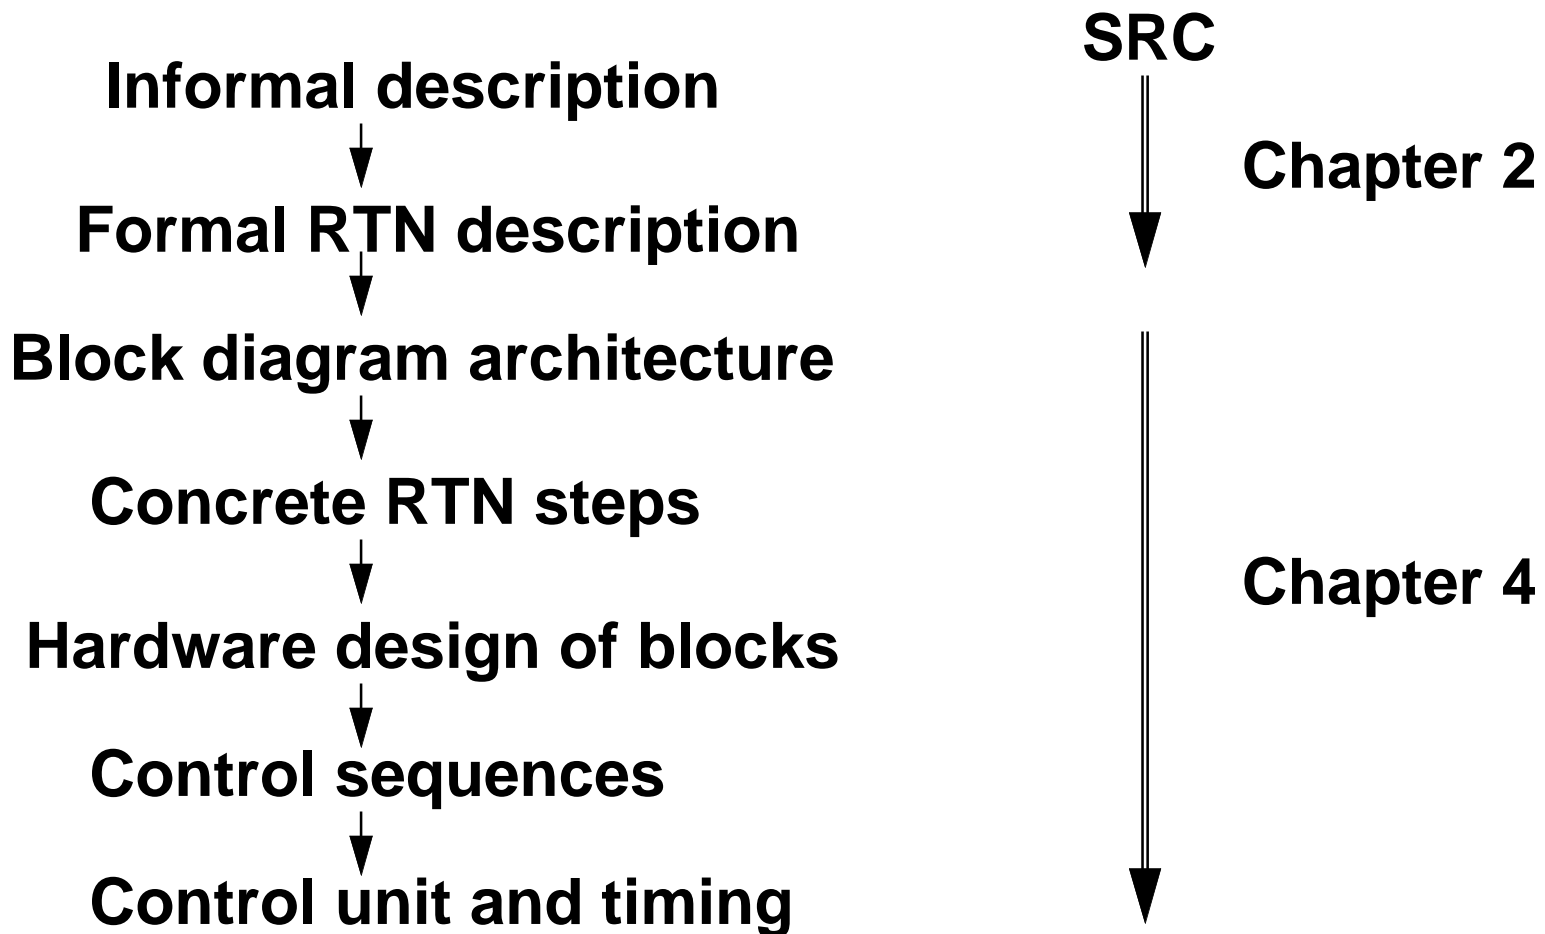 SRC
Informal description
Chapter 2
Formal RTN description
Block diagram architecture
Concrete RTN steps
Chapter 4
Hardware design of blocks
Control sequences
Control unit and timing